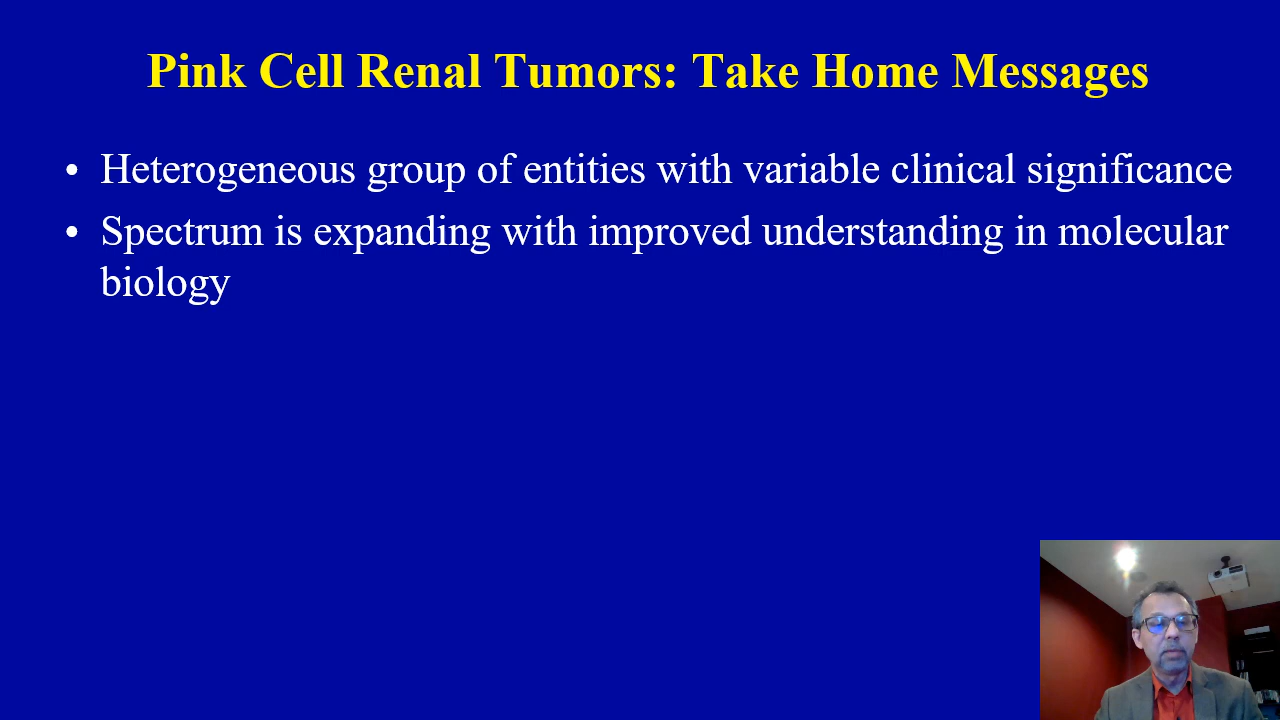 Pink Cell Renal Tumors: Take Home Messages
• Heterogeneous group of entities with variable clinical significance
• Spectrum is expanding with improved understanding in molecular
biology